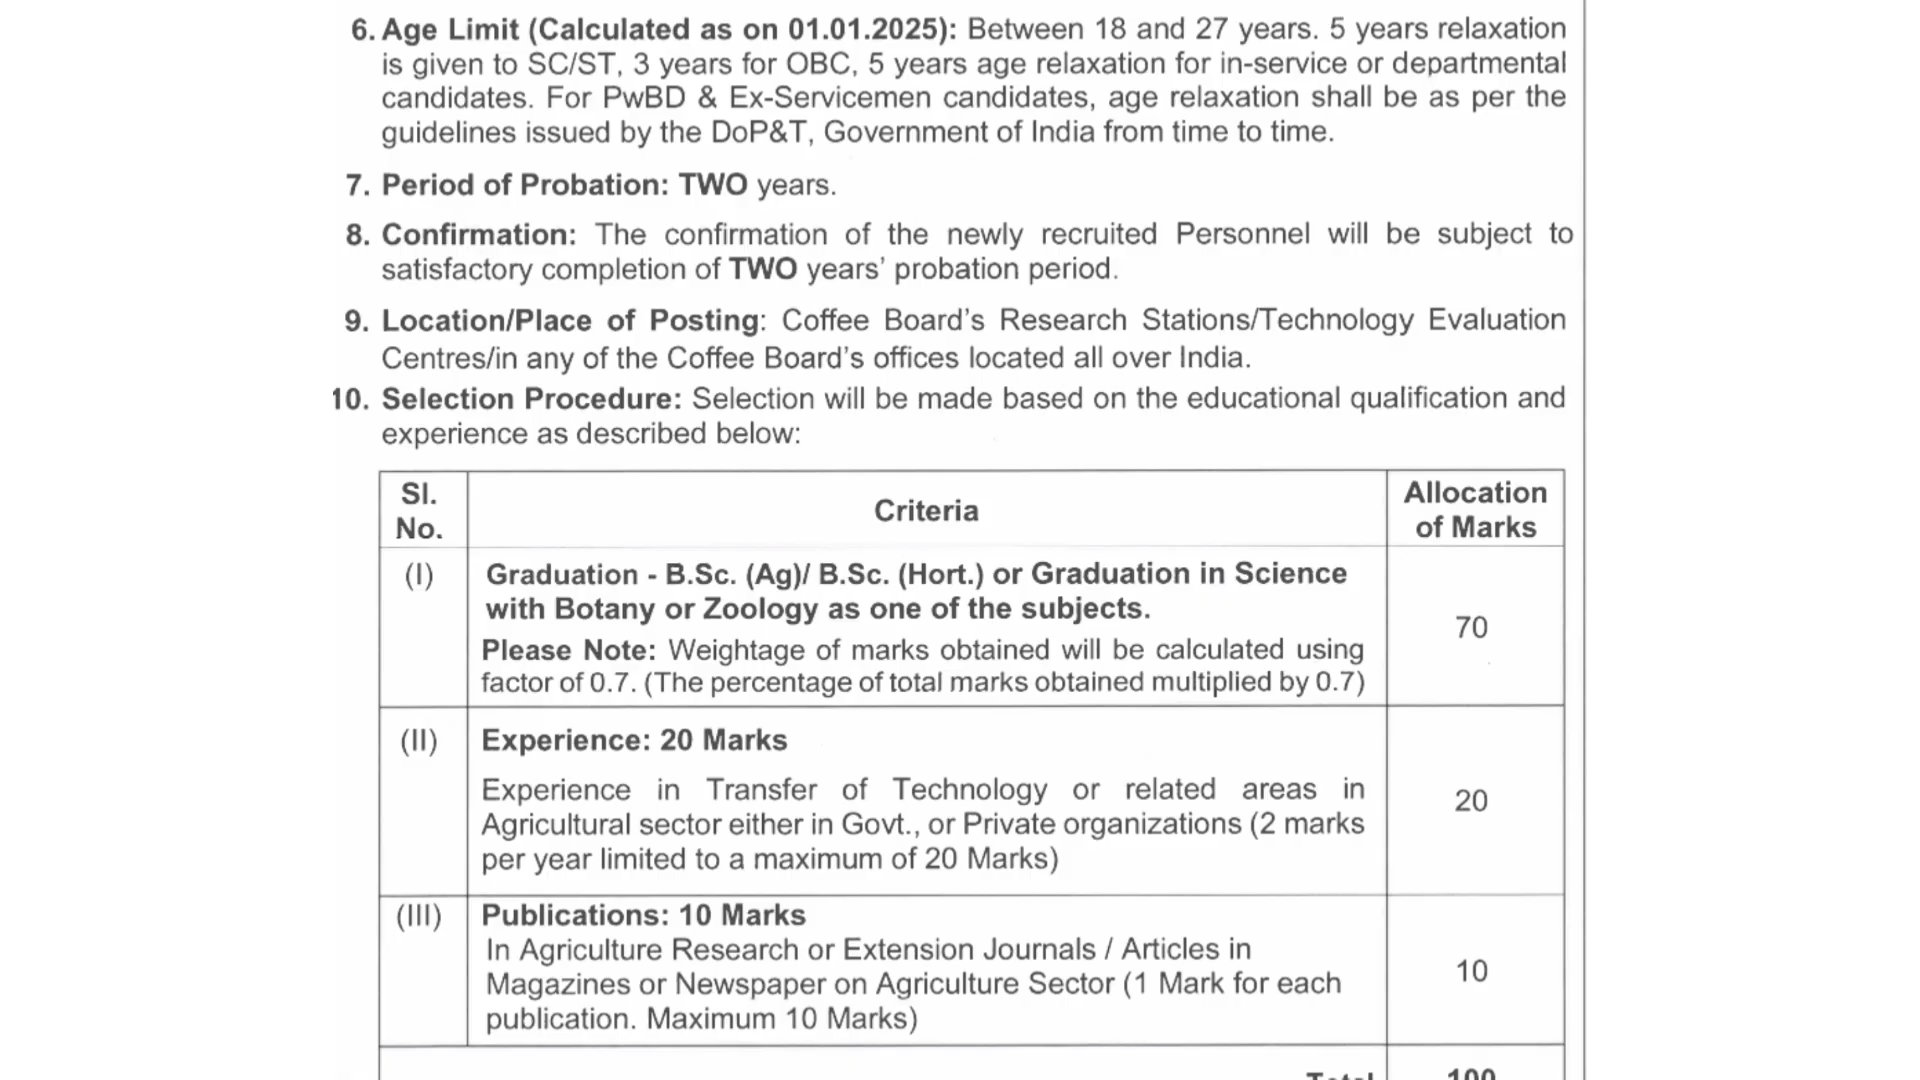 6. Age Limit (Calculated as on 01.01.2025): Between 18 and 27 years. 5 years relaxation
is given to SC/ST, 3 years for OBC, 5 years age relaxation for in-service or departmental
candidates. For PwBD & Ex-Servicemen candidates, age relaxation shall be as per the
guidelines issued by the DoP&T, Government of India from time to time.
7. Period of Probation: TWO years.
8. Confirmation: The confirmation of the newly recruited Personnel will be subject to
satisfactory completion of TWO years' probation period.
9. Location/Place of Posting: Coffee Board's Research Stations/Technology Evaluation
Centres/in any of the Coffee Board's offices located all over India.
10. Selection Procedure: Selection will be made based on the educational qualification and
experience as described below:
Sl.
No.
Criteria
Allocation
of Marks
(I)
Graduation - B.Sc. (Ag)/ B.Sc. (Hort.) or Graduation in Science
with Botany or Zoology as one of the subjects.
Please Note: Weightage of marks obtained will be calculated using
factor of 0.7. (The percentage of total marks obtained multiplied by 0.7)
70
(II)
Experience: 20 Marks
Experience in Transfer of Technology or related areas in
Agricultural sector either in Govt., or Private organizations (2 marks
per year limited to a maximum of 20 Marks)
20
(III)
Publications: 10 Marks
In Agriculture Research or Extension Journals / Articles in
Magazines or Newspaper on Agriculture Sector (1 Mark for each
publication. Maximum 10 Marks)
10
Total
100